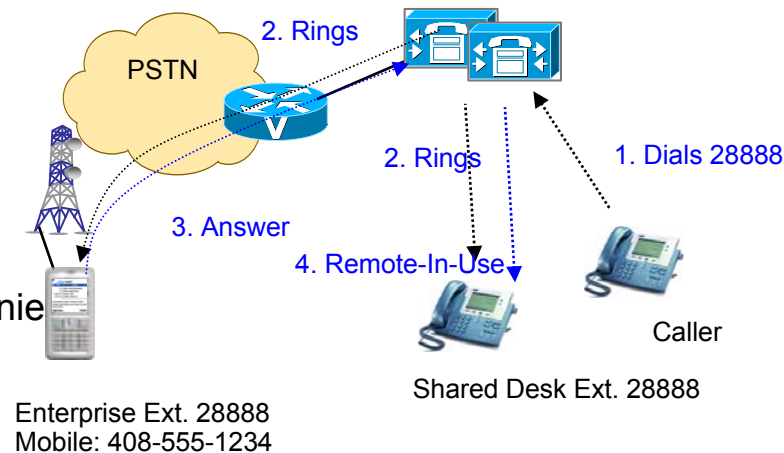 2. Rings
PSTN
V
2. Rings
1. Dials 28888
3. Answer
4. Remote-In-Use
nie
Caller
Shared Desk Ext. 28888
Enterprise Ext. 28888
Mobile: 408-555-1234